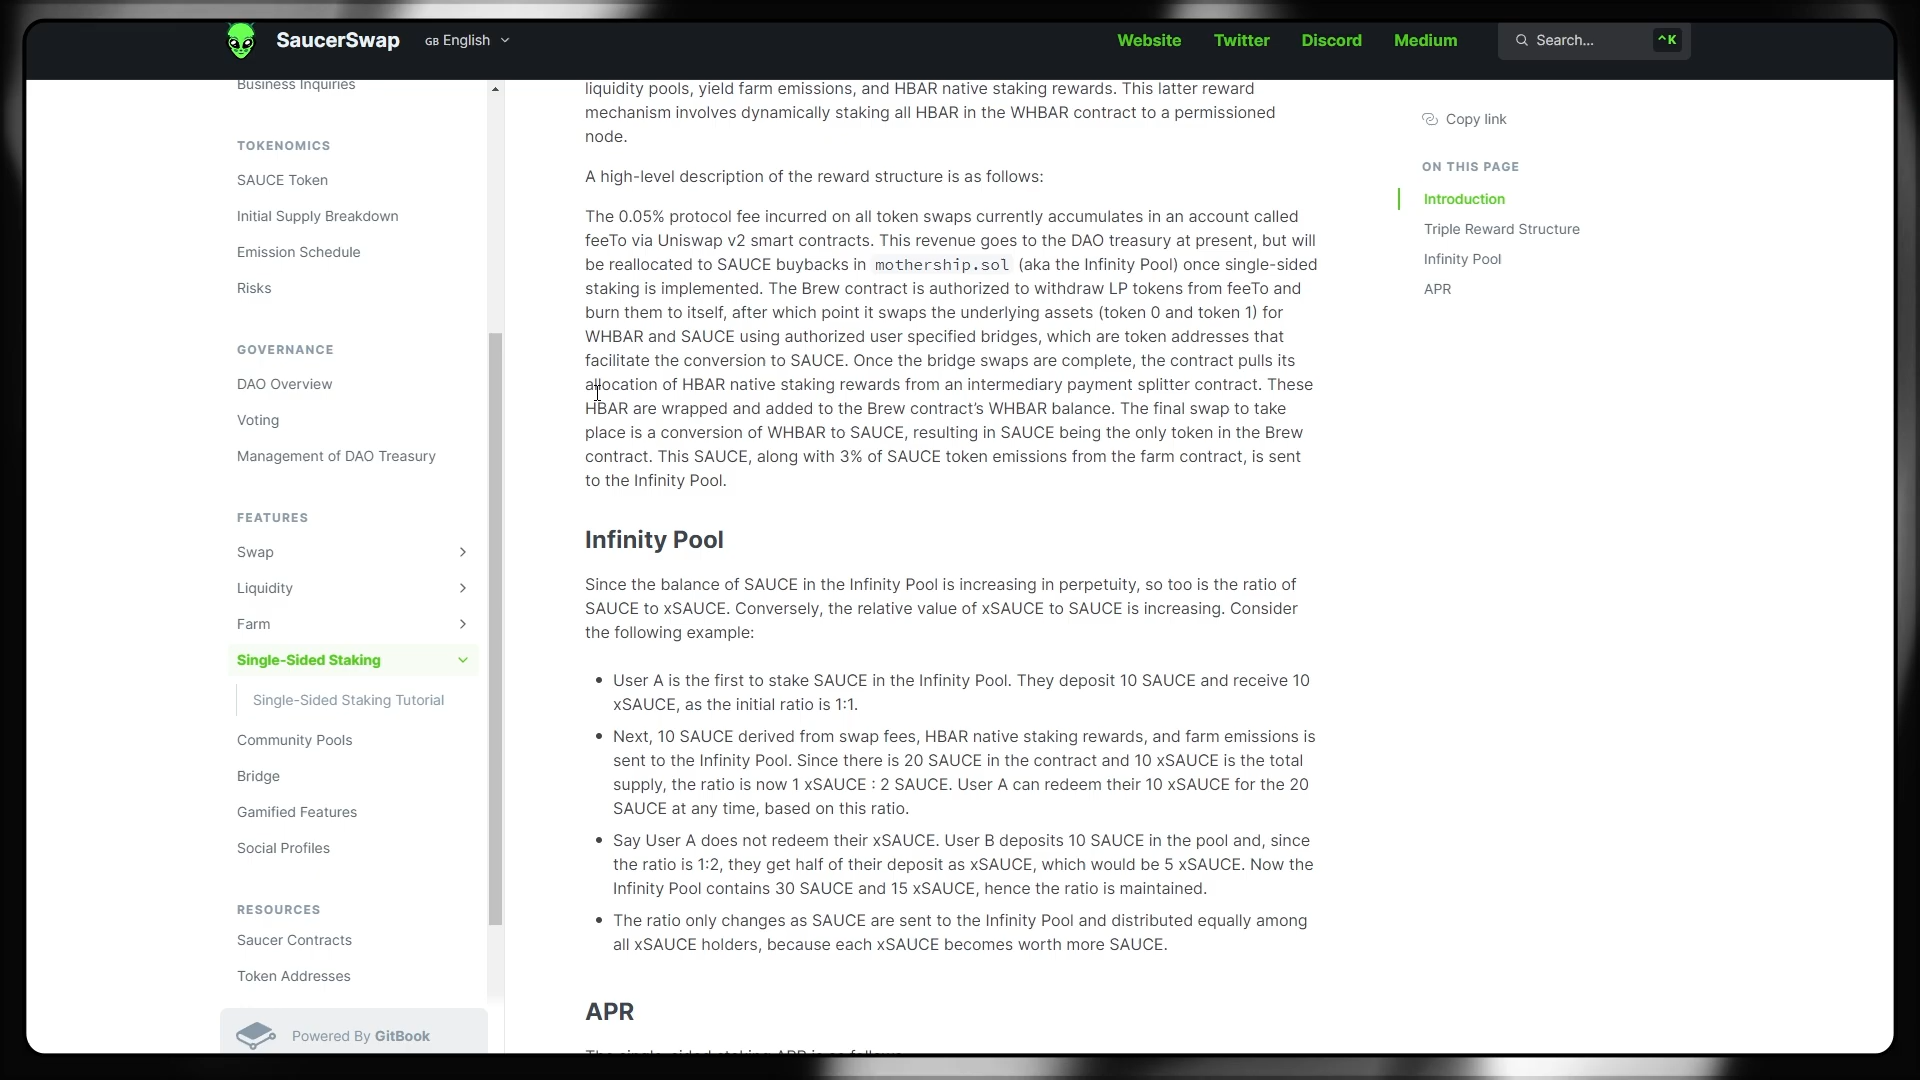 SaucerSwap
GB English
Website
Twitter
Discord
Medium
Search...
^K
Business Inquiries
TOKENOMICS
SAUCE Token
Initial Supply Breakdown
Emission Schedule
Risks
GOVERNANCE
DAO Overview
Voting
Management of DAO Treasury
FEATURES
Swap
Liquidity
Farm
Single-Sided Staking
Single-Sided Staking Tutorial
Community Pools
Bridge
Gamified Features
Social Profiles
RESOURCES
Saucer Contracts
Token Addresses
Powered By GitBook
liquidity pools, yield farm emissions, and HBAR native staking rewards. This latter reward
mechanism involves dynamically staking all HBAR in the WHBAR contract to a permissioned
node.
A high-level description of the reward structure is as follows:
The 0.05% protocol fee incurred on all token swaps currently accumulates in an account called
feeTo via Uniswap v2 smart contracts. This revenue goes to the DAO treasury at present, but will
be reallocated to SAUCE buybacks in mothership.sol (aka the Infinity Pool) once single-sided
staking is implemented. The Brew contract is authorized to withdraw LP tokens from feeTo and
burn them to itself, after which point it swaps the underlying assets (token 0 and token 1) for
WHBAR and SAUCE using authorized user specified bridges, which are token addresses that
facilitate the conversion to SAUCE. Once the bridge swaps are complete, the contract pulls its
allocation of HBAR native staking rewards from an intermediary payment splitter contract. These
HBAR are wrapped and added to the Brew contract's WHBAR balance. The final swap to take
place is a conversion of WHBAR to SAUCE, resulting in SAUCE being the only token in the Brew
contract. This SAUCE, along with 3% of SAUCE token emissions from the farm contract, is sent
to the Infinity Pool.
Infinity Pool
Since the balance of SAUCE in the Infinity Pool is increasing in perpetuity, so too is the ratio of
SAUCE to xSAUCE. Conversely, the relative value of xSAUCE to SAUCE is increasing. Consider
the following example:
• User A is the first to stake SAUCE in the Infinity Pool. They deposit 10 SAUCE and receive 10
xSAUCE, as the initial ratio is 1:1.
• Next, 10 SAUCE derived from swap fees, HBAR native staking rewards, and farm emissions is
sent to the Infinity Pool. Since there is 20 SAUCE in the contract and 10 xSAUCE is the total
supply, the ratio is now 1 xSAUCE : 2 SAUCE. User A can redeem their 10 xSAUCE for the 20
SAUCE at any time, based on this ratio.
• Say User A does not redeem their xSAUCE. User B deposits 10 SAUCE in the pool and, since
the ratio is 1:2, they get half of their deposit as xSAUCE, which would be 5 xSAUCE. Now the
Infinity Pool contains 30 SAUCE and 15 xSAUCE, hence the ratio is maintained.
• The ratio only changes as SAUCE are sent to the Infinity Pool and distributed equally among
all xSAUCE holders, because each xSAUCE becomes worth more SAUCE.
APR
The single-sided staking APR is as follows
Copy link
ON THIS PAGE
Introduction
Triple Reward Structure
Infinity Pool
APR